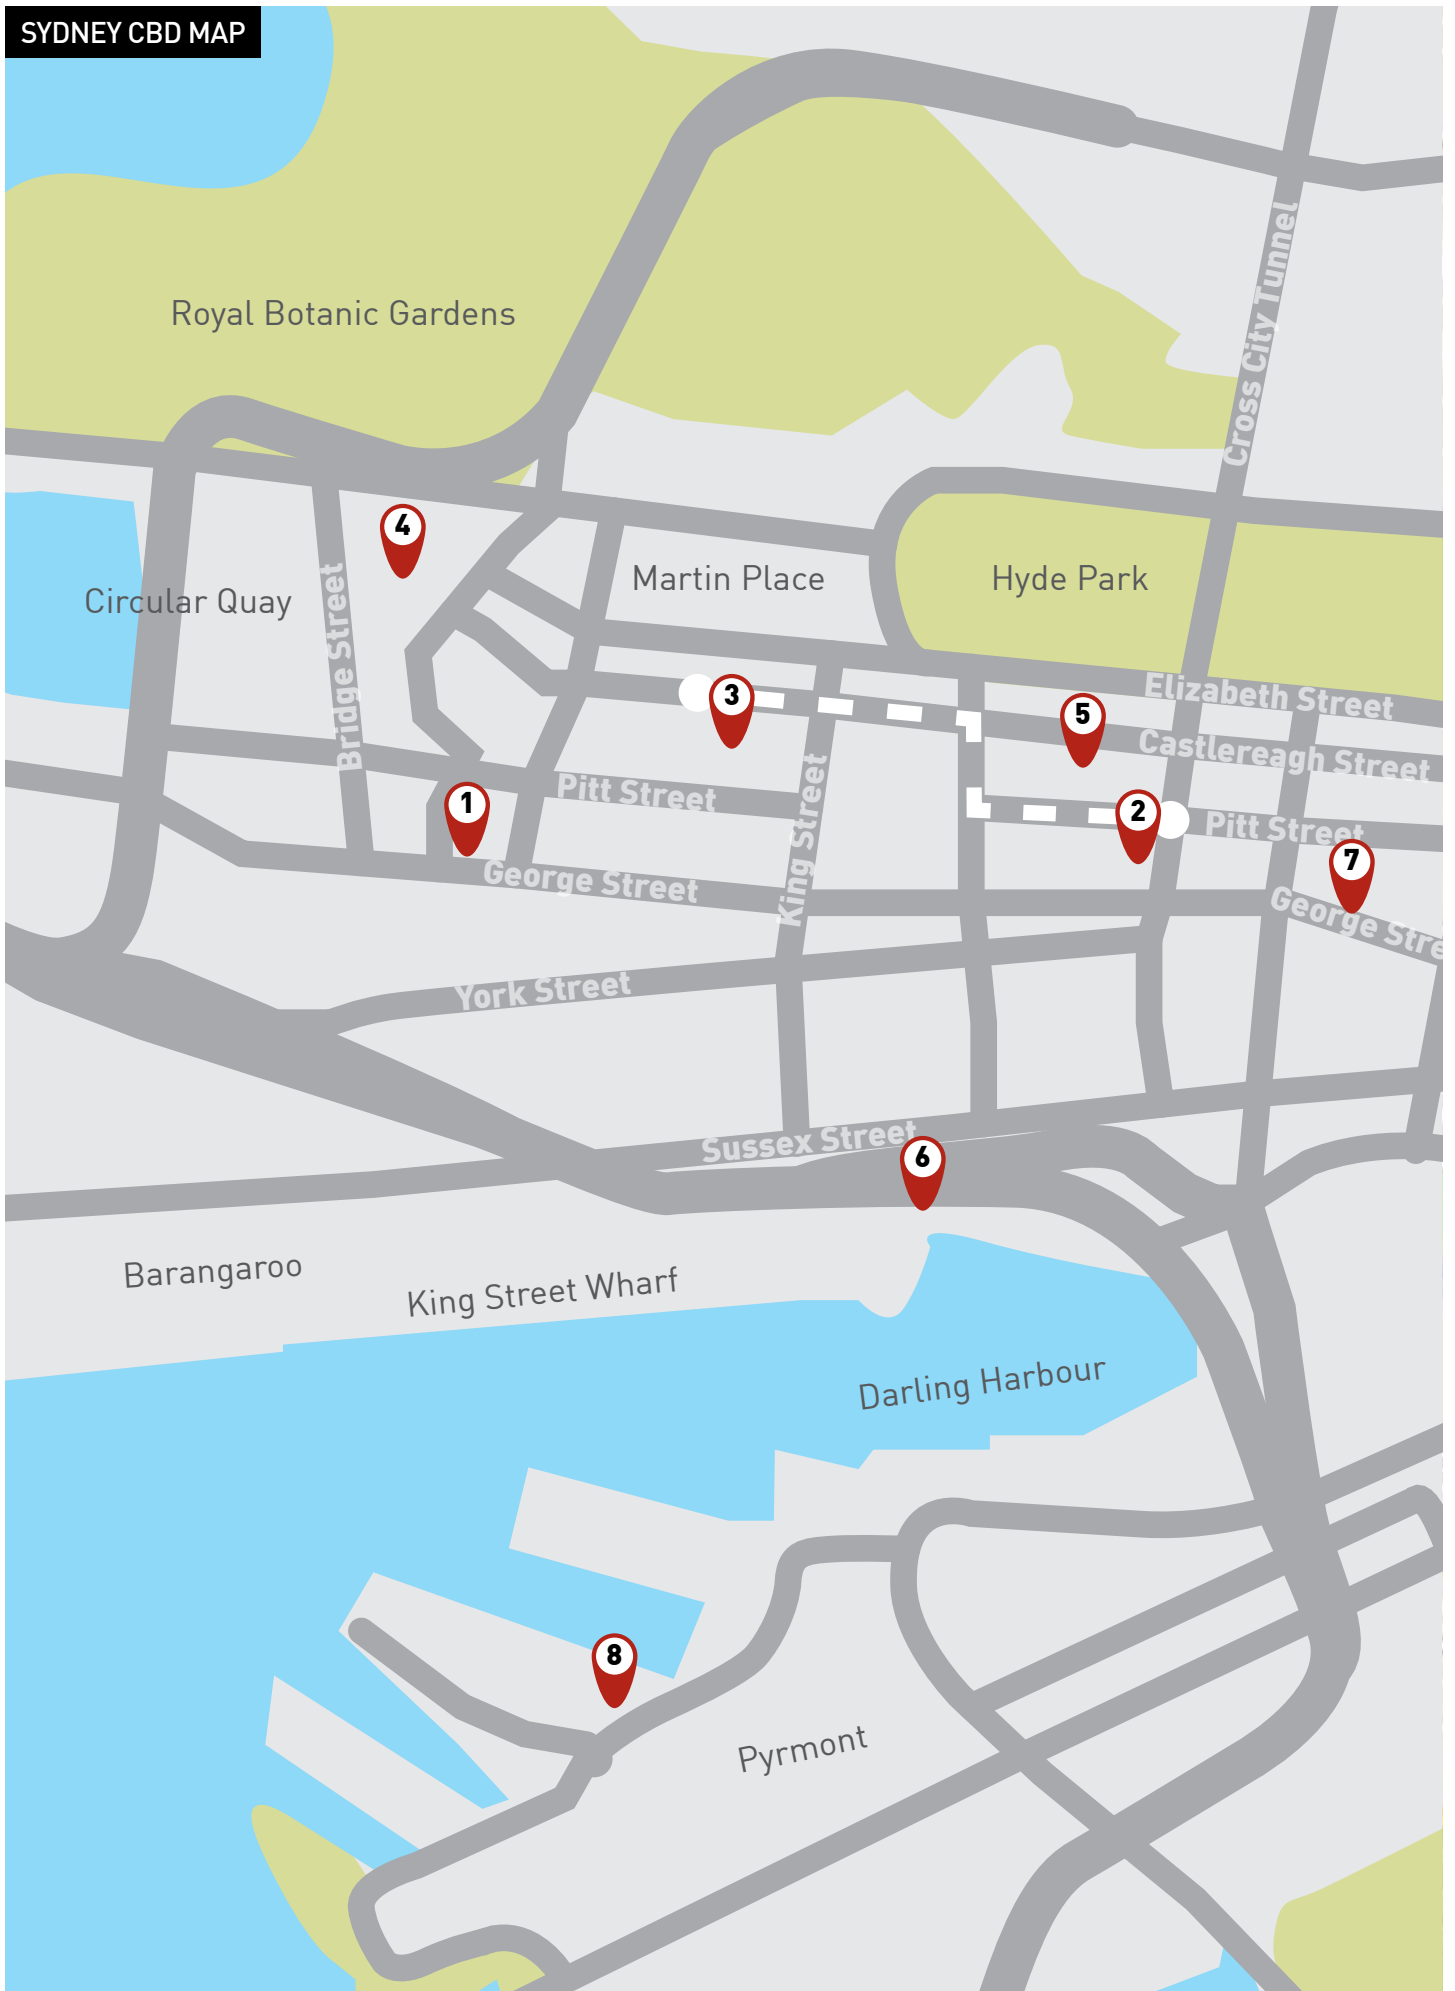 SYDNEY CBD MAP
Cross City Tunnel
Royal Botanic Gardens
4
Martin Place
Hyde Park
Circular Quay
Bridge Street
3
5
Elizabeth Street
Castlereagh Street
1
Pitt Street
King Street
2
Pitt Street
7
George Street
George Stre
York Street
Sussex Street
6
Barangaroo
King Street Wharf
Darling Harbour
8
Pyrmont